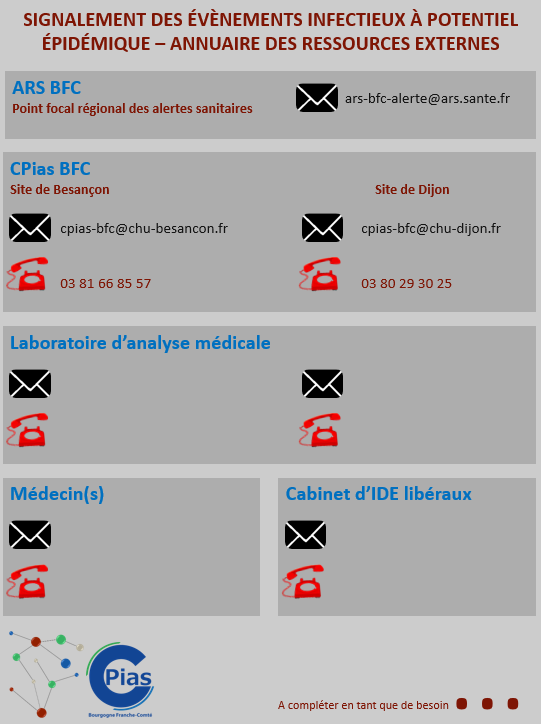 SIGNALEMENT DES ÉVÈNEMENTS INFECTIEUX À POTENTIEL
ÉPIDÉMIQUE – ANNUAIRE DES RESSOURCES EXTERNES
ARS BFC
Point focal régional des alertes sanitaires
ars-bfc-alerte@ars.sante.fr
CPias BFC
Site de Besançon
Site de Dijon
cpias-bfc@chu-besancon.fr
cpias-bfc@chu-dijon.fr
03 81 66 85 57
03 80 29 30 25
Laboratoire d’analyse médicale
Médecin(s)
Cabinet d’IDE libéraux
CPias
Bourgogne Franche-Comté
A compléter en tant que de besoin